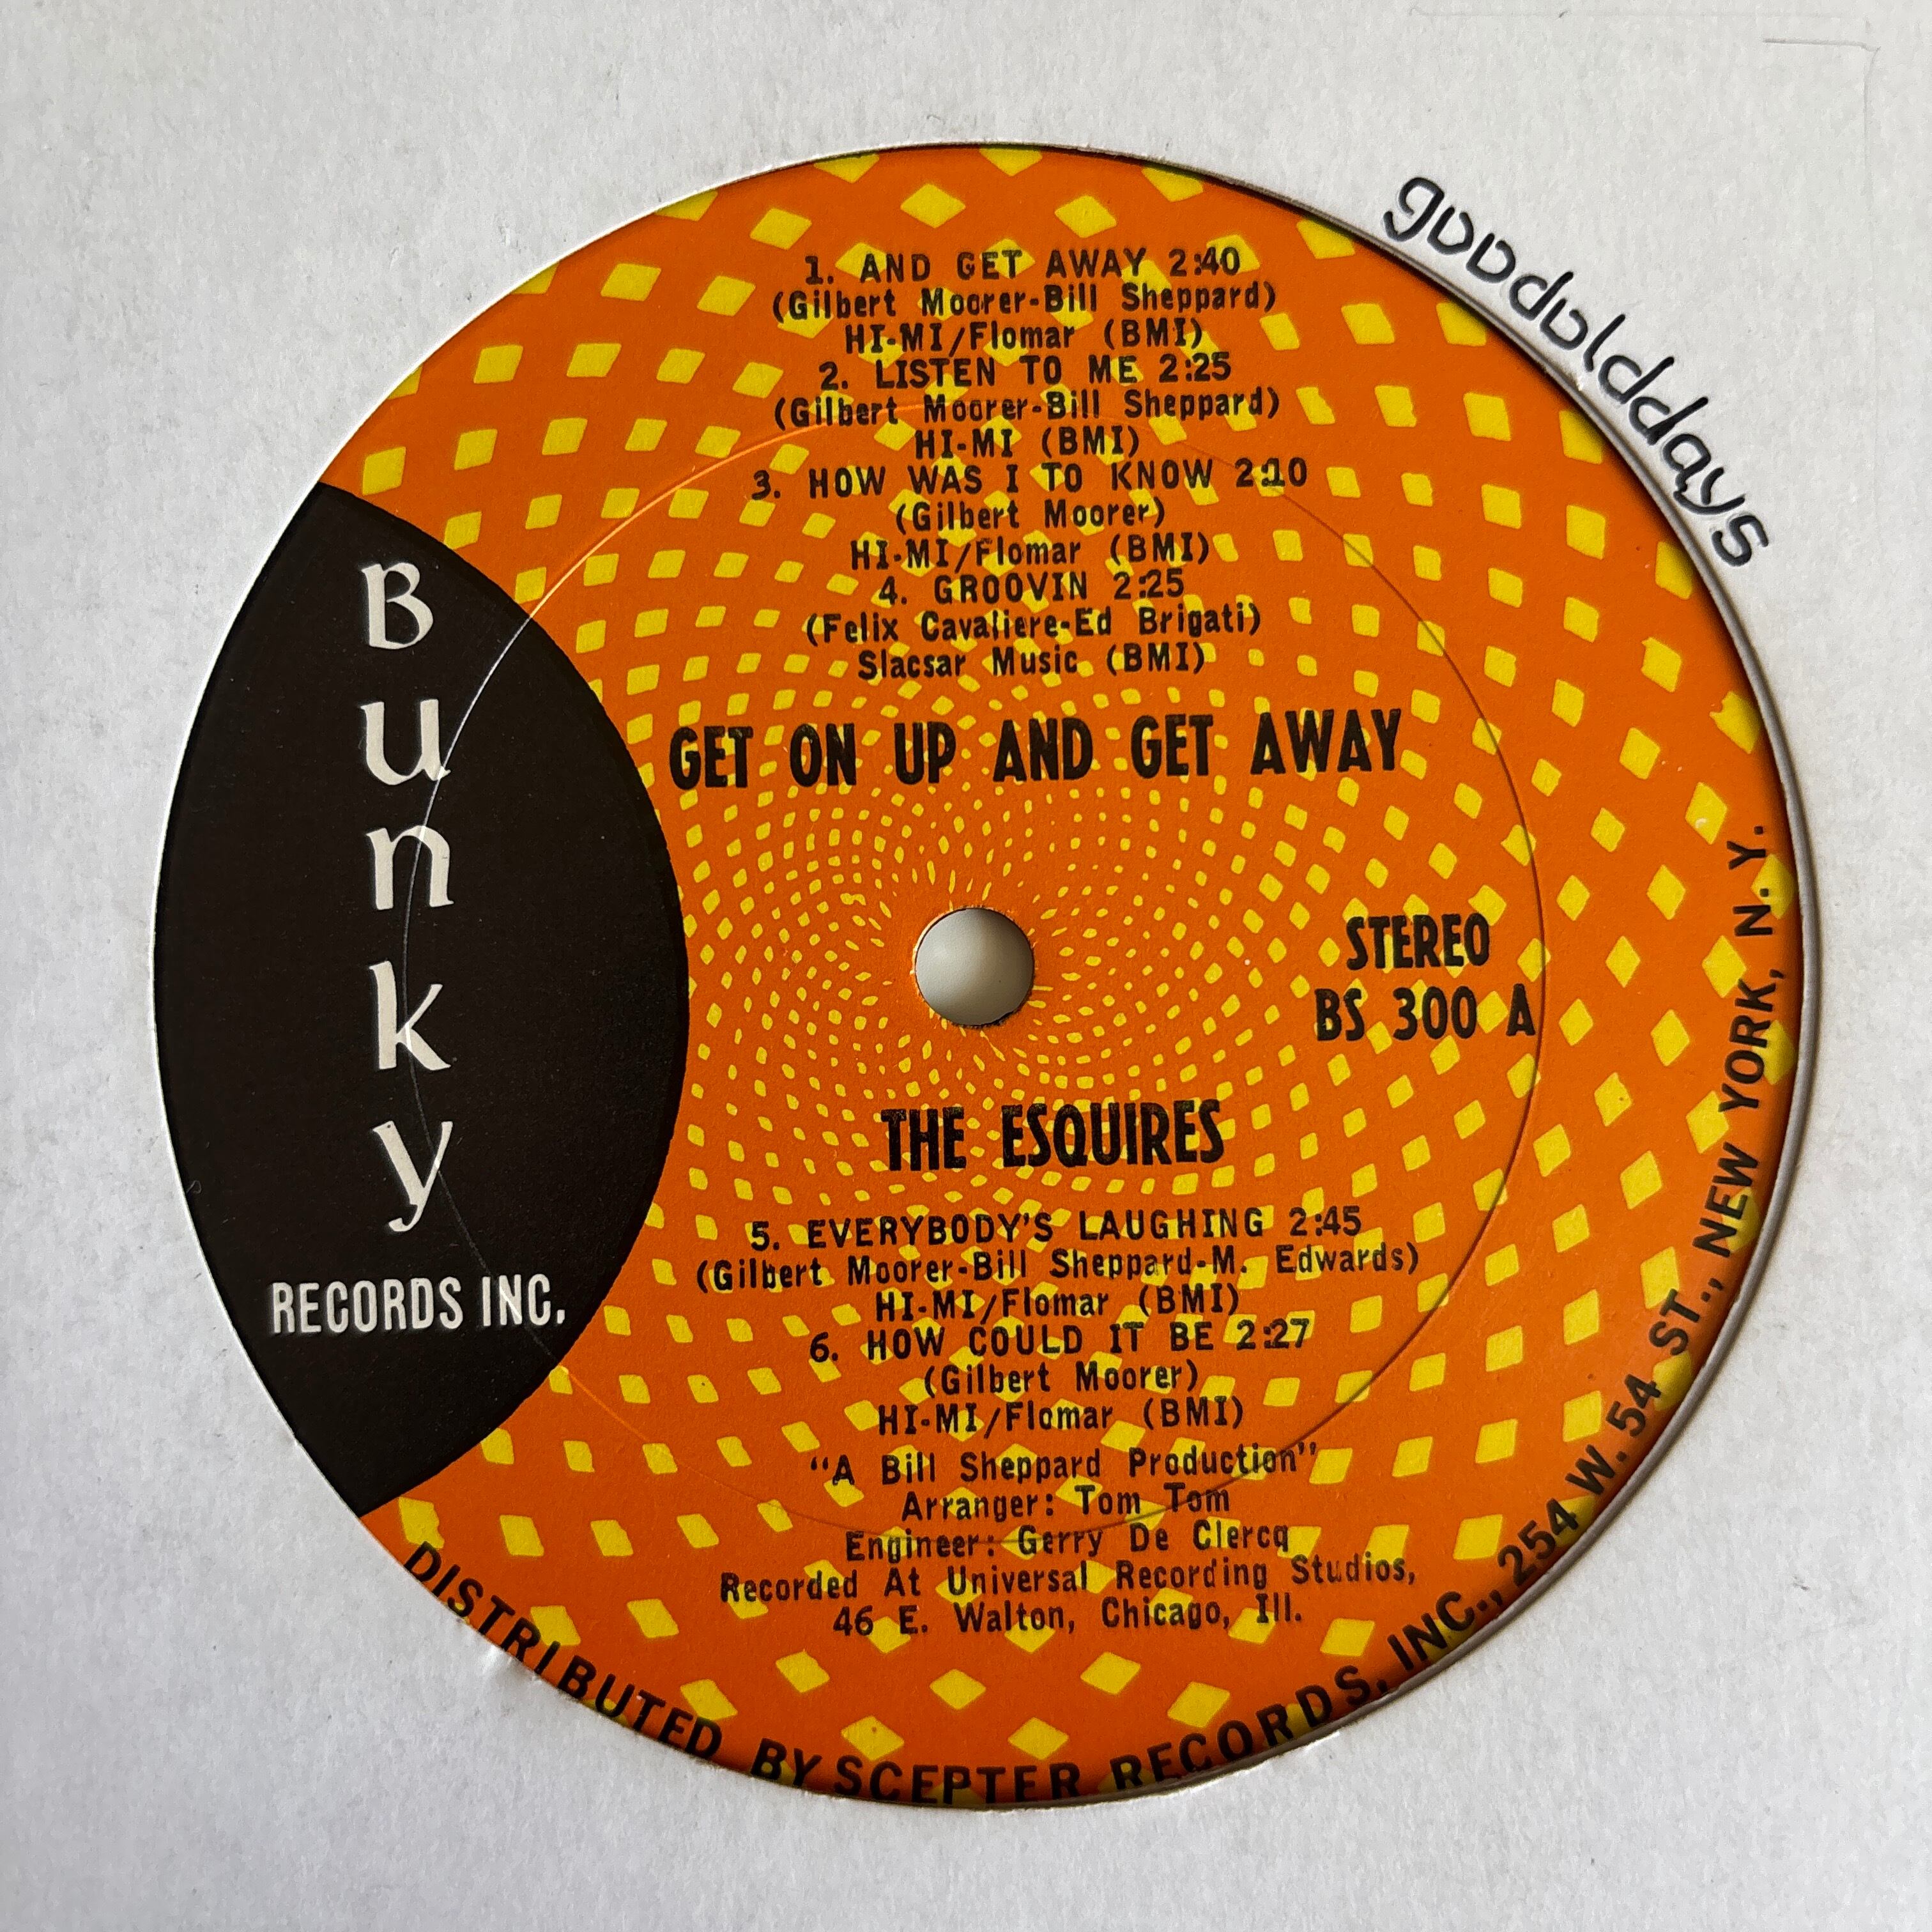 gooddlddays
1. AND GET AWAY 2:40
(Gilbert Moorer-Bill Sheppard)
HI-MI/Flomar (BMI)
2. LISTEN TO ME 2:25
(Gilbert Moorer-Bill Sheppard)
HI-MI (BMI)
3. HOW WAS I TO KNOW 2:10
(Gilbert Moorer)
HI-MI/Flomar (BMI)
4. GROOVIN 2:25
(Felix Cavaliere-Ed Brigati)
Slacsar Music (BMI)
GET ON UP AND GET AWAY
Bunky
RECORDS INC.
STEREO
BS 300 A
THE ESQUIRES
5. EVERYBODY'S LAUGHING 2:45
(Gilbert Moorer-Bill Sheppard-M. Edwards)
HI-MI/Flomar (BMI)
6. HOW COULD IT BE 2:27
(Gilbert Moorer)
HI-MI/Flomar (BMI)
"A Bill Sheppard Production"
Arranger: Tom Tom
Engineer: Gerry De Clercq
Recorded At Universal Recording Studios,
46 E. Walton, Chicago, Ill.
DISTRIBUTED BY SCEPTER RECORDS, INC., 254 W. 54 ST., NEW YORK, N.Y.